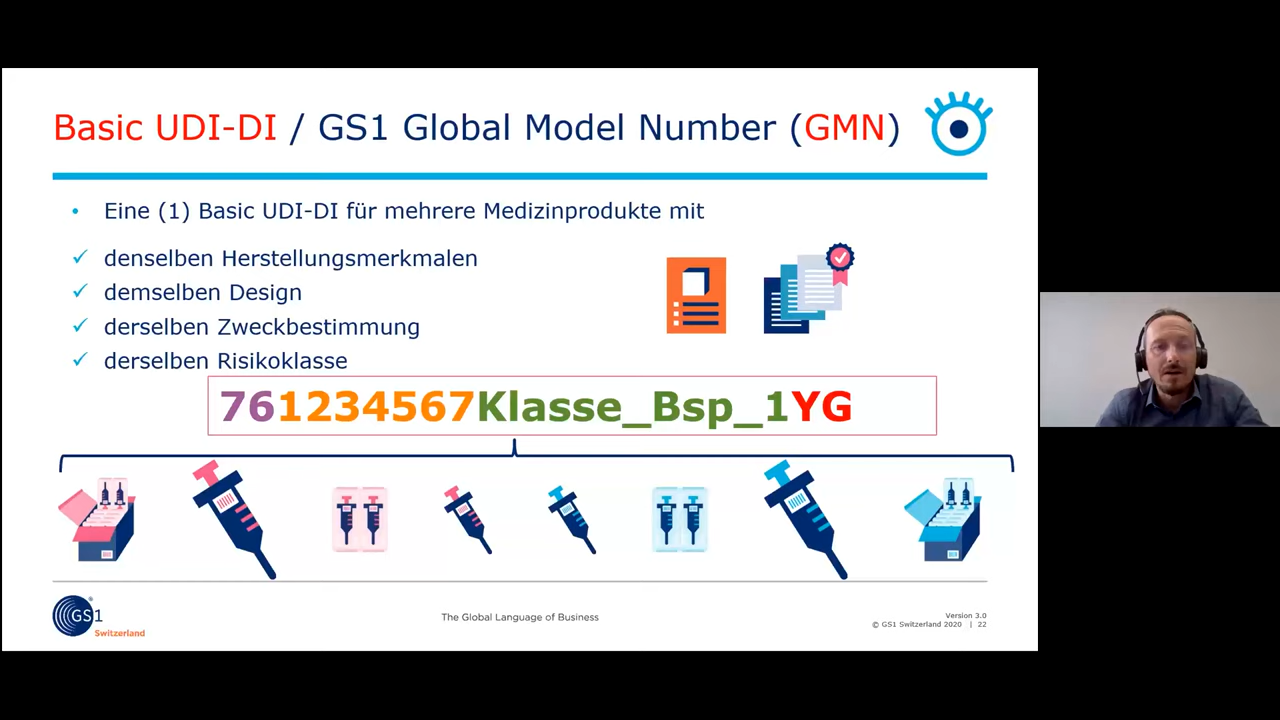 Basic UDI-DI / GS1 Global Model Number (GMN)
• Eine (1) Basic UDI-DI für mehrere Medizinprodukte mit
✓ denselben Herstellungsmerkmalen
✓ demselben Design
✓ derselben Zweckbestimmung
✓ derselben Risikoklasse
761234567Klasse_Bsp_1YG
GS1
®
Switzerland
The Global Language of Business
Version 3.0
© GS1 Switzerland 2020 | 22